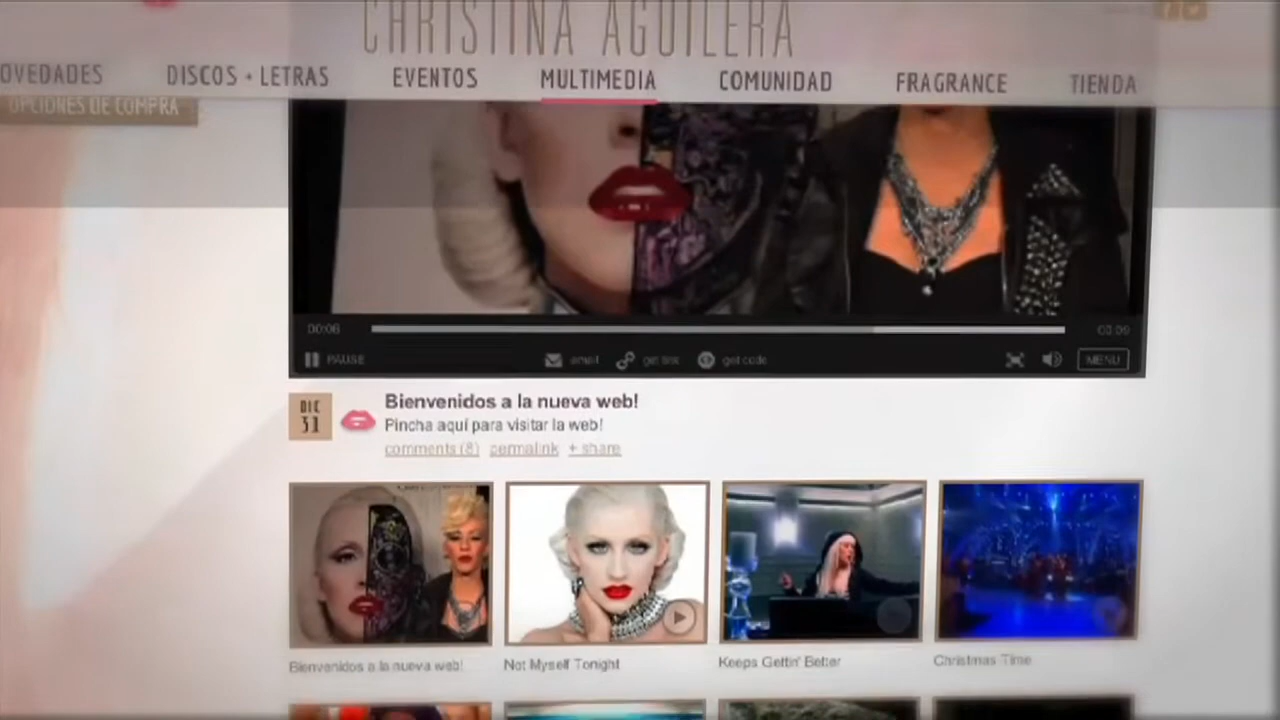 CHRISTINA AGUILERA
OVEDADES DISCOS + LETRAS EVENTOS MULTIMEDIA COMUNIDAD FRAGRANCE TIENDA
OPCIONES DE COMPRA
00:06 03:09
PAUSE email get link get code MENU
DIC
31
Bienvenidos a la nueva web!
Pincha aquí para visitar la web!
comments (8) permalink + share
Bienvenidos a la nueva web! Not Myself Tonight Keeps Gettin' Better Christmas Time